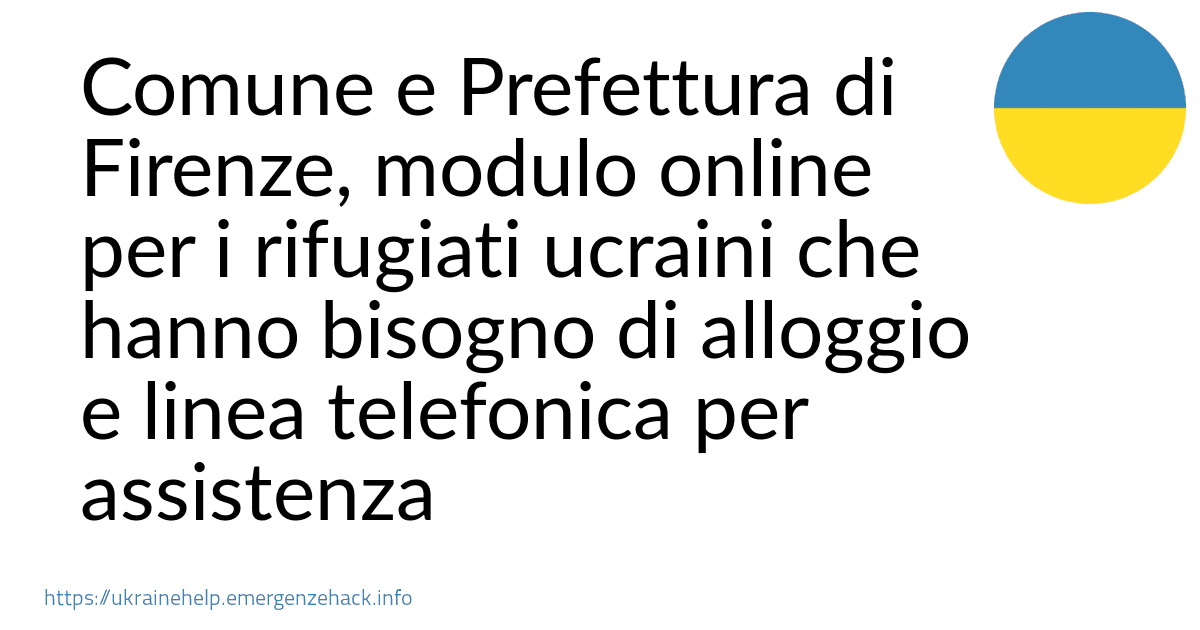 Comune e Prefettura di
Firenze, modulo online
per i rifugiati ucraini che
hanno bisogno di alloggio
e linea telefonica per
assistenza
https://ukrainehelp.emergenzehack.info